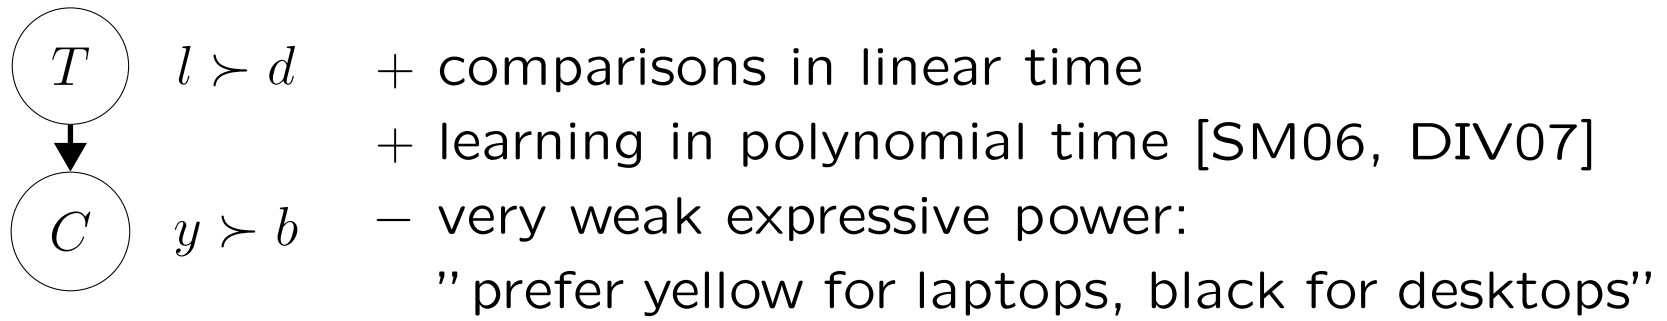 T l ≻ d + comparisons in linear time
+ learning in polynomial time [SM06, DIV07]
C y ≻ b − very weak expressive power:
”prefer yellow for laptops, black for desktops”